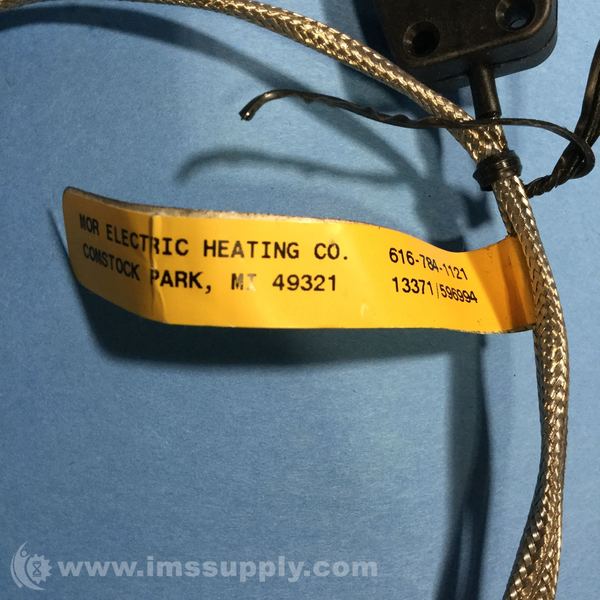 MOR ELECTRIC HEATING CO.
COMSTOCK PARK, MI 49321
616-784-1121
13371/596994
www.imssupply.com